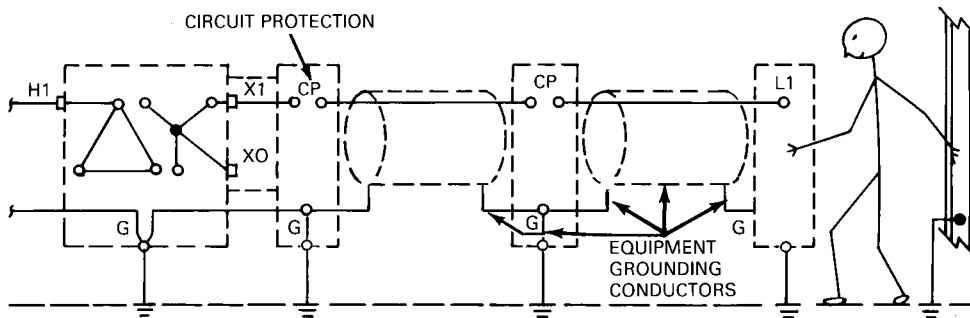 CIRCUIT PROTECTION
H1
X1
CP
CP
L1
XO
G
G
G
G
EQUIPMENT
GROUNDING
CONDUCTORS